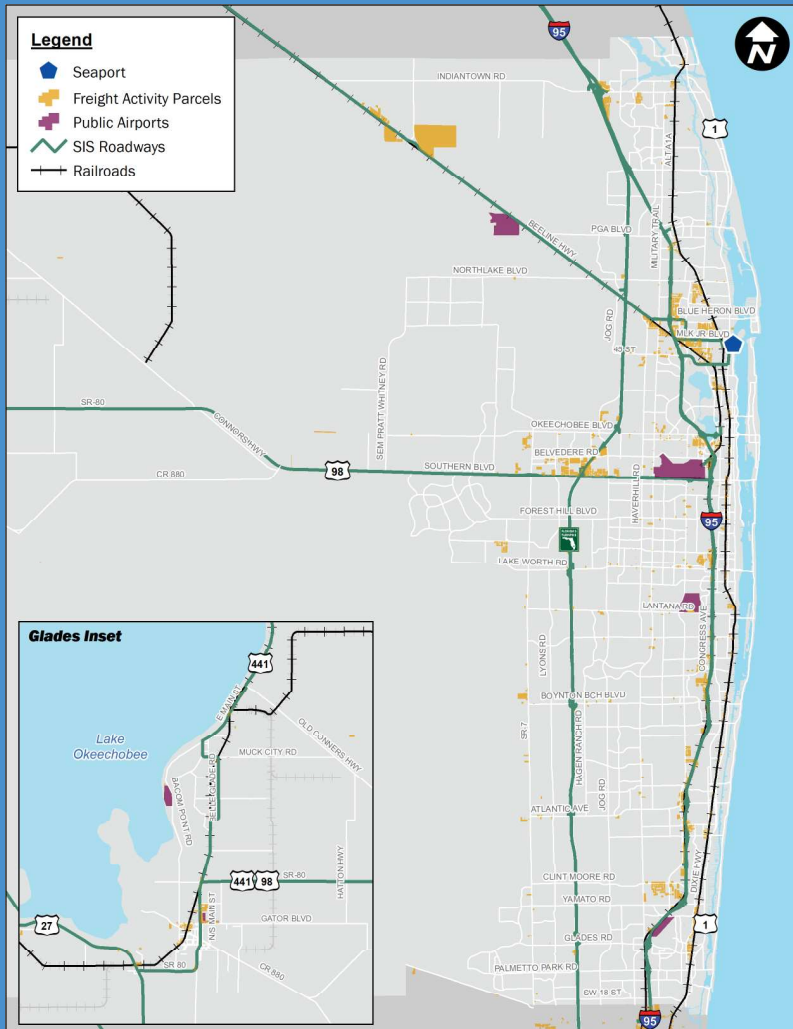 Legend
Seaport
Freight Activity Parcels
Public Airports
SIS Roadways
Railroads
95
N
INDIANTOWN RD
1
ALT A1A
MILITARY TRAIL
PGA BLVD
BEELINE HWY
NORTHLAKE BLVD
BLUE HERON BLVD
MLK JR BLVD
JOG RD
45 ST
SEM PRATT WHITNEY RD
SR-80
CONNORS HWY
OKEECHOBEE BLVD
BELVEDERE RD
98
SOUTHERN BLVD
CR 880
HAVERHILL RD
FOREST HILL BLVD
95
LAKE WORTH RD
LANTANA RD
CONGRESS AVE
LYONS RD
BOYNTON BCH BLVD
SR-7
HAGEN RANCH RD
JOG RD
ATLANTIC AVE
CLINT MOORE RD
DIXIE HWY
YAMATO RD
1
GLADES RD
PALMETTO PARK RD
SW 18 ST
95
Glades Inset
441
E MAIN ST
OLD CONNERS HWY
Lake
Okeechobee
MUCK CITY RD
BELLE GLADE RD
BACOM POINT RD
HATTON HWY
441 98
SR-80
27
N/S MAIN ST
GATOR BLVD
SR 80
CR 880